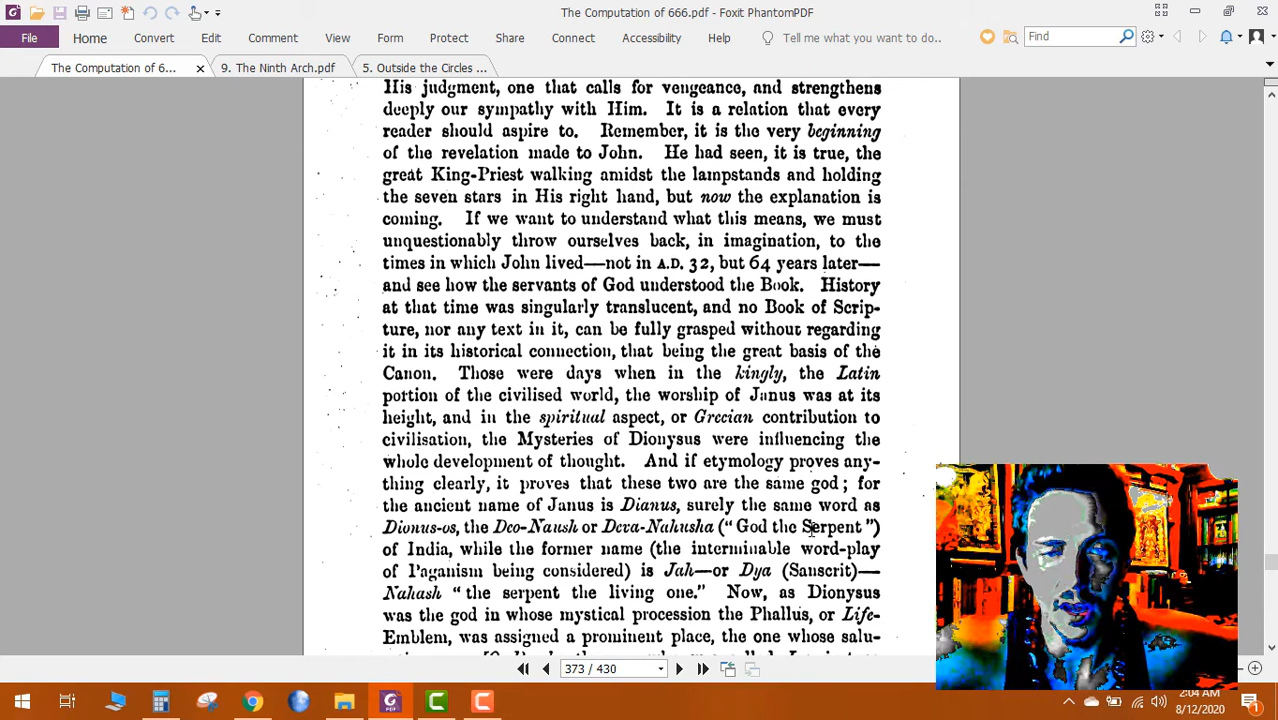 The Computation of 666.pdf - Foxit PhantomPDF
File Home Convert Edit Comment View Form Protect Share Connect Accessibility Help Tell me what you want to do.. Find
The Computation of 6... 9. The Ninth Arch.pdf 5. Outside the Circles ...
His judgment, one that calls for vengeance, and strengthens
deeply our sympathy with Him. It is a relation that every
reader should aspire to. Remember, it is the very beginning
of the revelation made to John. He had seen, it is true, the
great King-Priest walking amidst the lampstands and holding
the seven stars in His right hand, but now the explanation is
coming. If we want to understand what this means, we must
unquestionably throw ourselves back, in imagination, to the
times in which John lived—not in A.D. 32, but 64 years later—
and see how the servants of God understood the Book. History
at that time was singularly translucent, and no Book of Scrip-
ture, nor any text in it, can be fully grasped without regarding
it in its historical connection, that being the great basis of the
Canon. Those were days when in the kingly, the Latin
portion of the civilised world, the worship of Janus was at its
height, and in the spiritual aspect, or Grecian contribution to
civilisation, the Mysteries of Dionysus were influencing the
whole development of thought. And if etymology proves any-
thing clearly, it proves that these two are the same god; for
the ancient name of Janus is Dianus, surely the same word as
Dionus-os, the Deo-Naush or Deva-Nahusha ("God the Serpent")
of India, while the former name (the interminable word-play
of Paganism being considered) is Jah—or Dya (Sanscrit)—
Nahash "the serpent the living one." Now, as Dionysus
was the god in whose mystical procession the Phallus, or Life-
Emblem, was assigned a prominent place, the one whose salu-
373 / 430
2:04 AM
8/12/2020
1